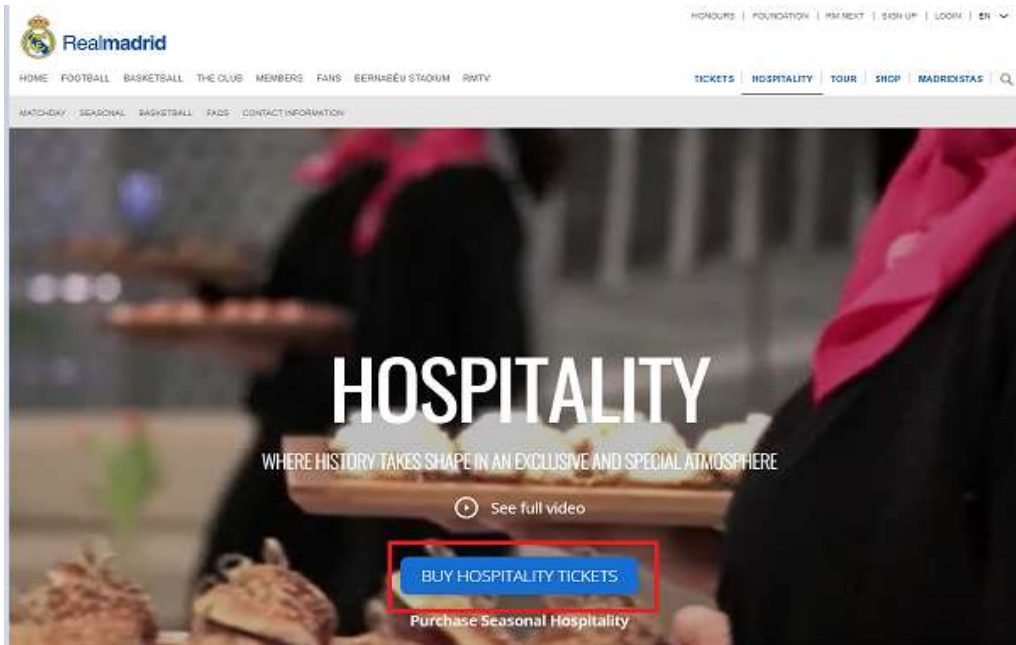 HONOURS | FOUNDATION | RM NEXT | SIGN UP | LOGIN | EN
Realmadrid
HOME FOOTBALL BASKETBALL THE CLUB MEMBERS FANS BERNABÉU STADIUM RMTV
TICKETS | HOSPITALITY | TOUR | SHOP | MADRIDISTAS
MATCHDAY SEASONAL BASKETBALL FAQS CONTACT INFORMATION
HOSPITALITY
WHERE HISTORY TAKES SHAPE IN AN EXCLUSIVE AND SPECIAL ATMOSPHERE
See full video
BUY HOSPITALITY TICKETS
Purchase Seasonal Hospitality